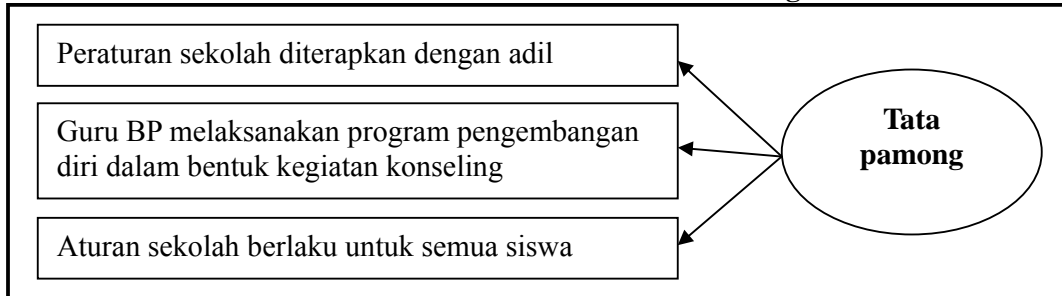 Peraturan sekolah diterapkan dengan adil
Guru BP melaksanakan program pengembangan
diri dalam bentuk kegiatan konseling
Aturan sekolah berlaku untuk semua siswa
Tata
pamong